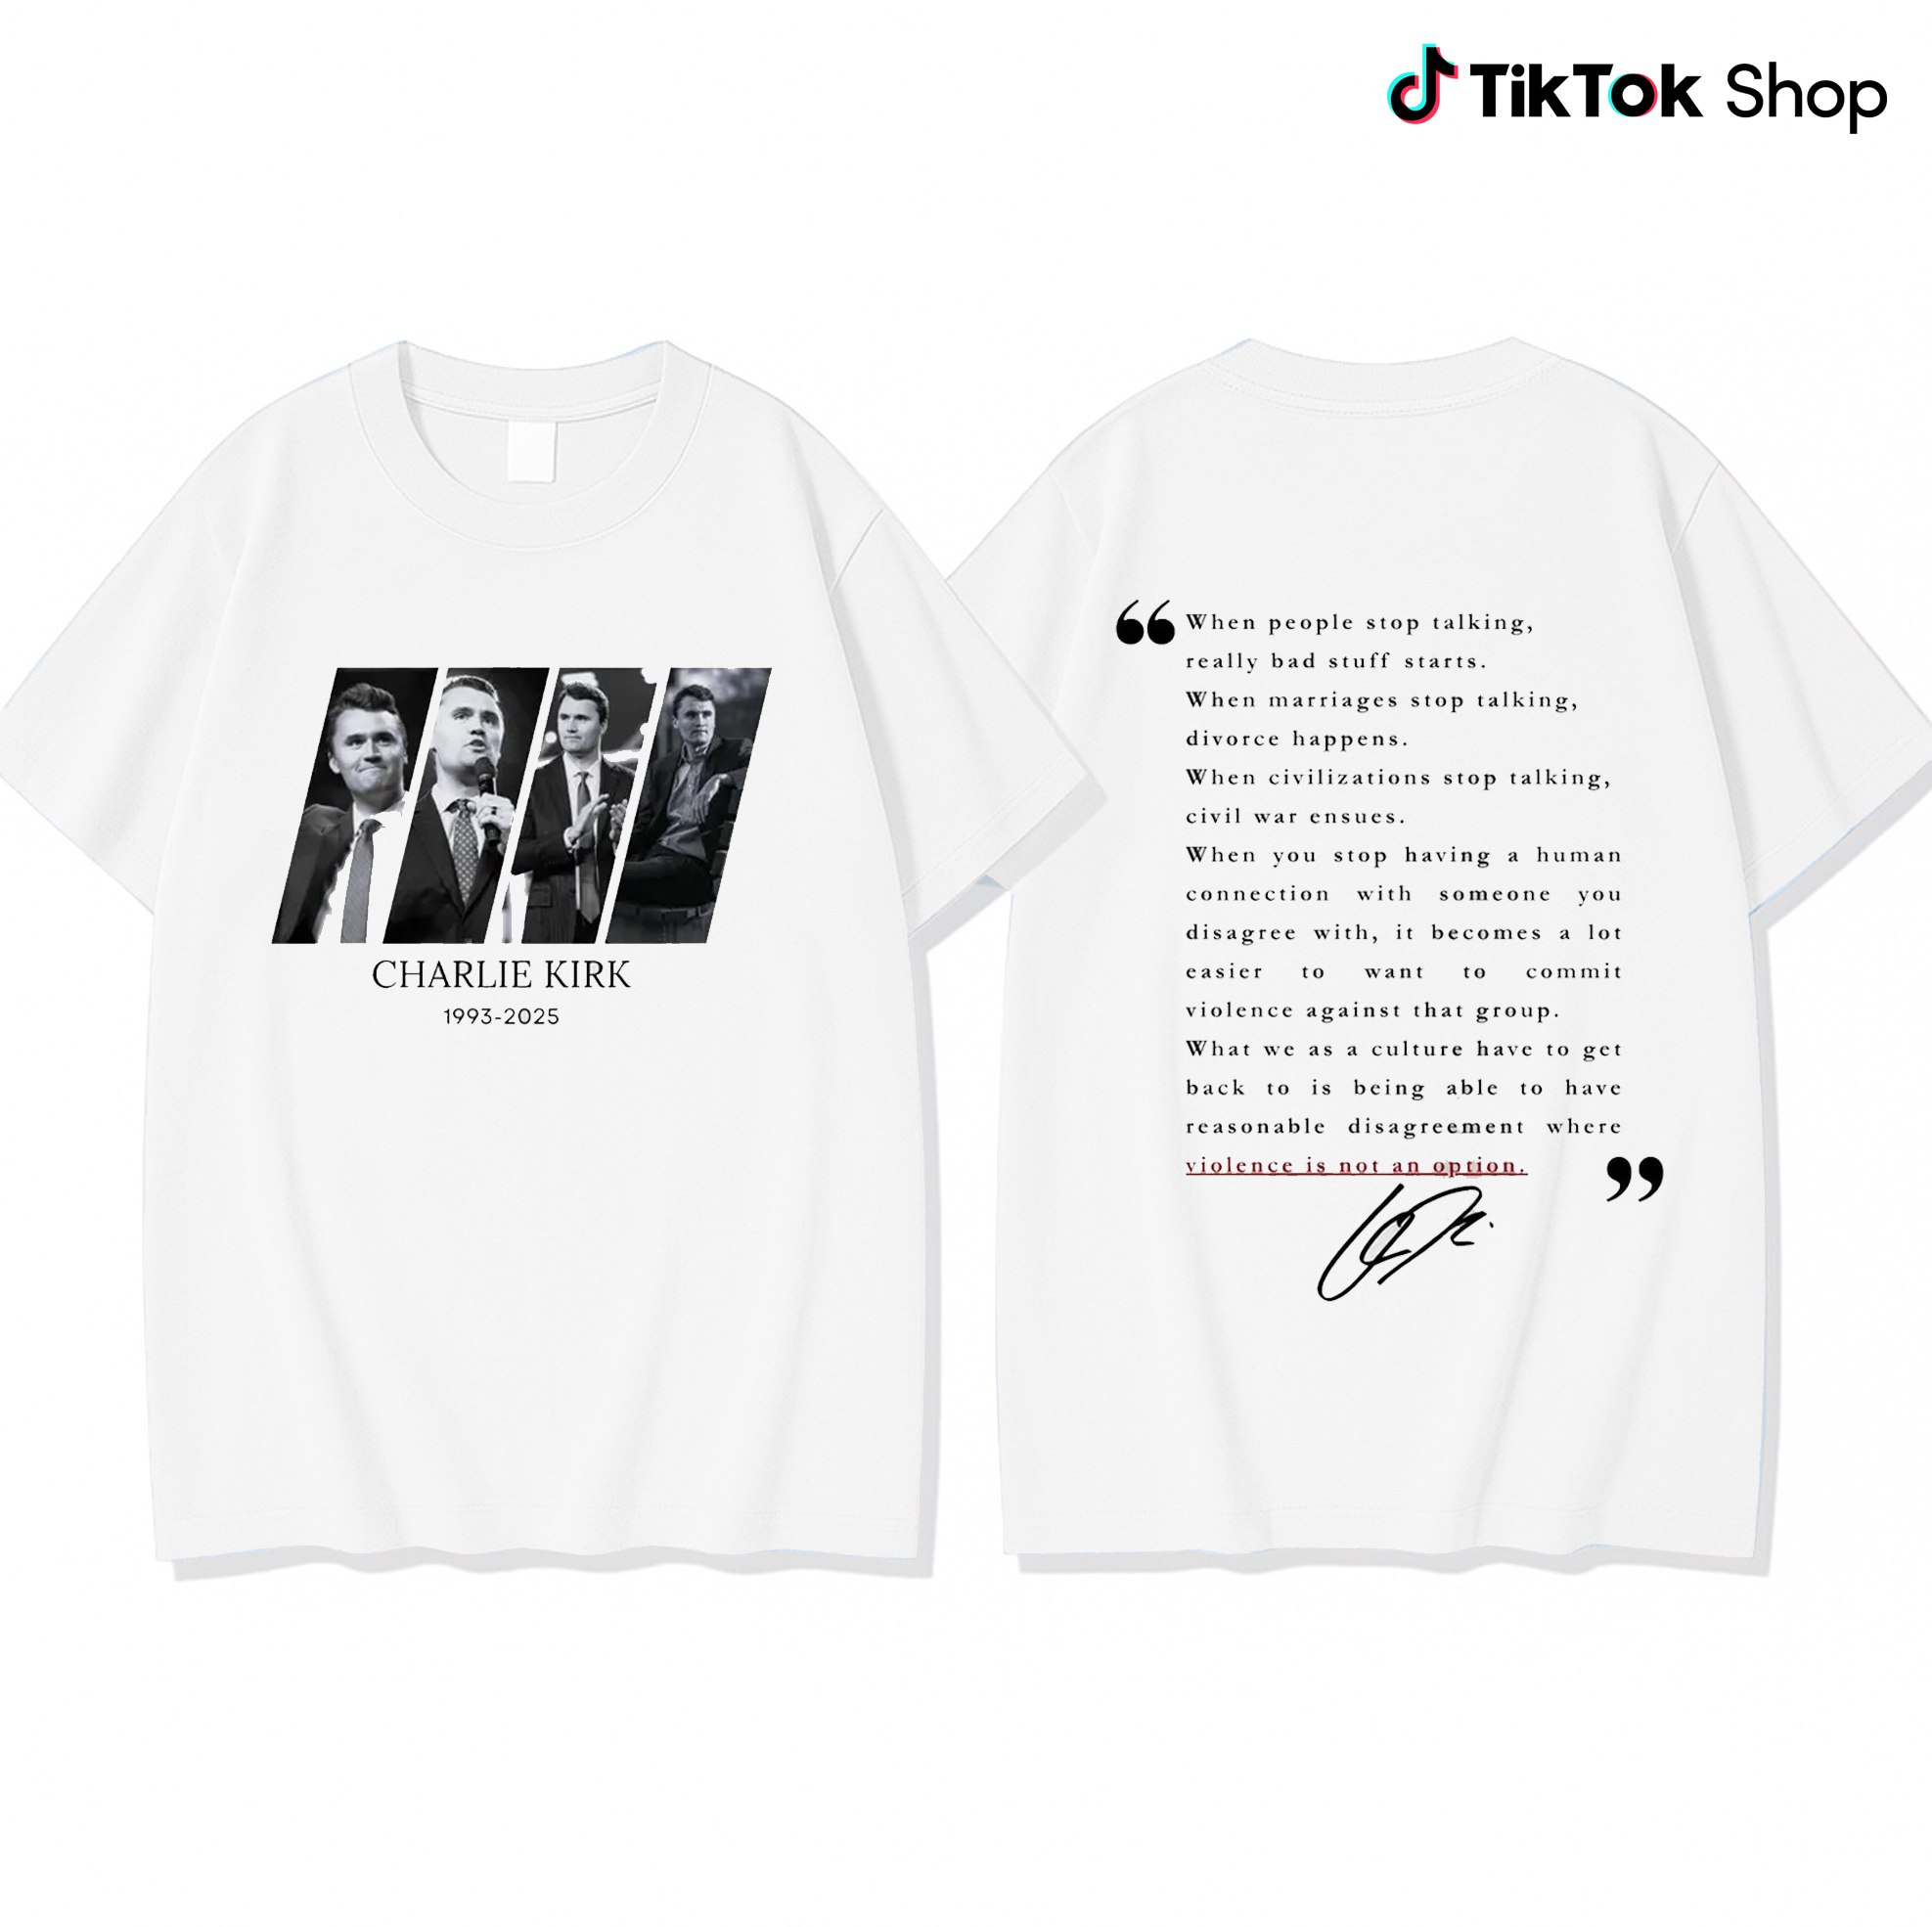 TikTok Shop
CHARLIE KIRK
1993-2025
“ When people stop talking,
really bad stuff starts.
When marriages stop talking,
divorce happens.
When civilizations stop talking,
civil war ensues.
When you stop having a human
connection with someone you
disagree with, it becomes a lot
easier to want to commit
violence against that group.
What we as a culture have to get
back to is being able to have
reasonable disagreement where
violence is not an option. ”